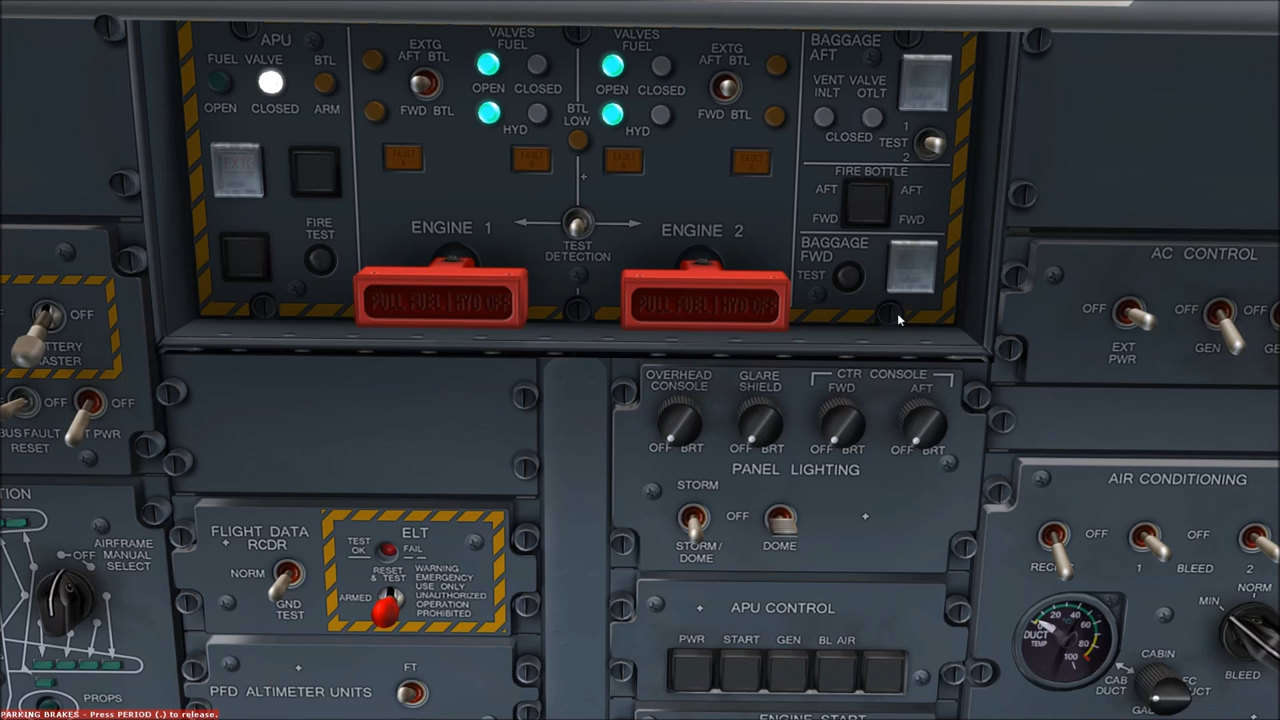 APU
FUEL VALVE BTL
OPEN CLOSED ARM
FIRE
TEST
EXTG
AFT BTL
FWD BTL
VALVES
FUEL
OPEN CLOSED
HYD
BTL
LOW
VALVES
FUEL
OPEN CLOSED
HYD
EXTG
AFT BTL
FWD BTL
FAULT
A
FAULT
FAULT
A
FAULT
ENGINE 1
TEST
DETECTION
ENGINE 2
PULL FUEL / HYD OFF
PULL FUEL / HYD OFF
BAGGAGE
AFT
VENT VALVE
INLT OTLT
CLOSED
1
TEST
2
FIRE BOTTLE
AFT AFT
FWD FWD
BAGGAGE
FWD
TEST
OFF
MASTER
OFF OFF
BUS FAULT
RESET
PWR
AC CONTROL
OFF
EXT
PWR
GEN
OFF
OVERHEAD
CONSOLE
GLARE
SHIELD
CTR CONSOLE
FWD AFT
OFF BRT OFF BRT OFF BRT OFF BRT
PANEL LIGHTING
STORM
OFF
STORM/
DOME
DOME
AIRFRAME
MANUAL
SELECT
OFF
PROPS
FLIGHT DATA
RCDR
NORM
GND
TEST
ELT
TEST
OK
FAIL
RESET
& TEST
ARMED
WARNING
EMERGENCY
USE ONLY
UNAUTHORIZED
OPERATION
PROHIBITED
PFD ALTIMETER UNITS
FT
APU CONTROL
PWR START GEN BL AIR
ENGINE START
AIR CONDITIONING
OFF OFF
1 BLEED 2
NORM
MIN
BLEED
°C
0 20 40 60 80 100
DUCT
TEMP
CABIN
CAB
DUCT
PARKING BRAKES - Press PERIOD (.) to release.